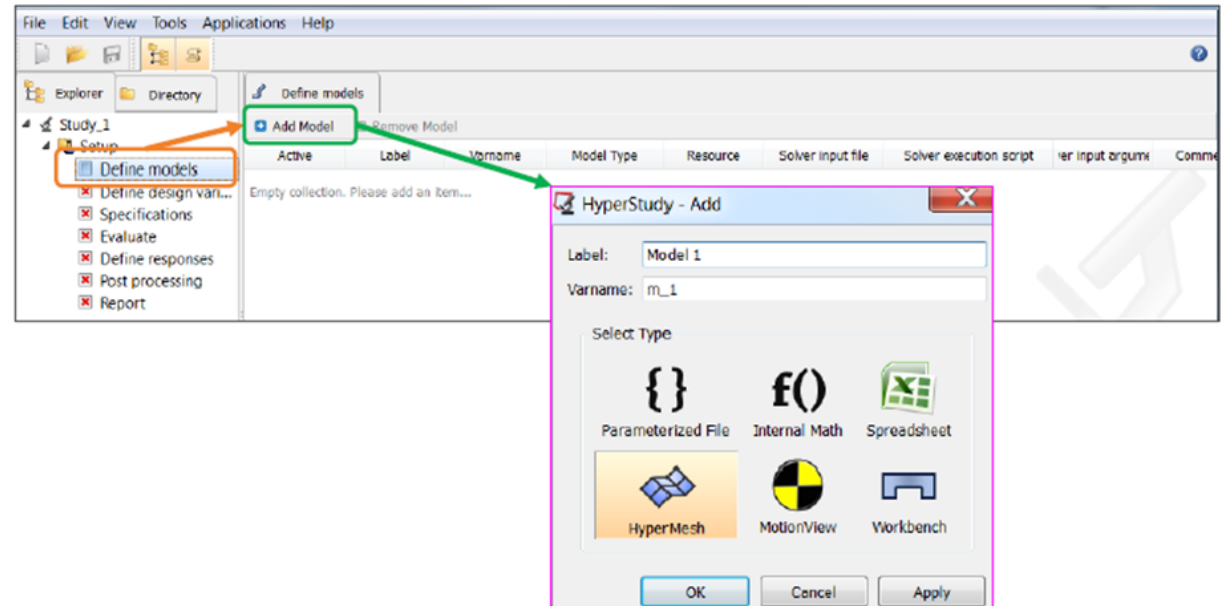 File Edit View Tools Applications Help
Explorer Directory Define models
Study_1 Add Model Remove Model
Setup Active Label Varname Model Type Resource Solver input file Solver execution script ver input argume Comme
Define models
Define design vari... Empty collection. Please add an item...
Specifications
Evaluate
Define responses
Post processing
Report
HyperStudy - Add
Label: Model 1
Varname: m_1
Select Type
{ } f() X
Parameterized File Internal Math Spreadsheet
HyperMesh MotionView Workbench
OK Cancel Apply